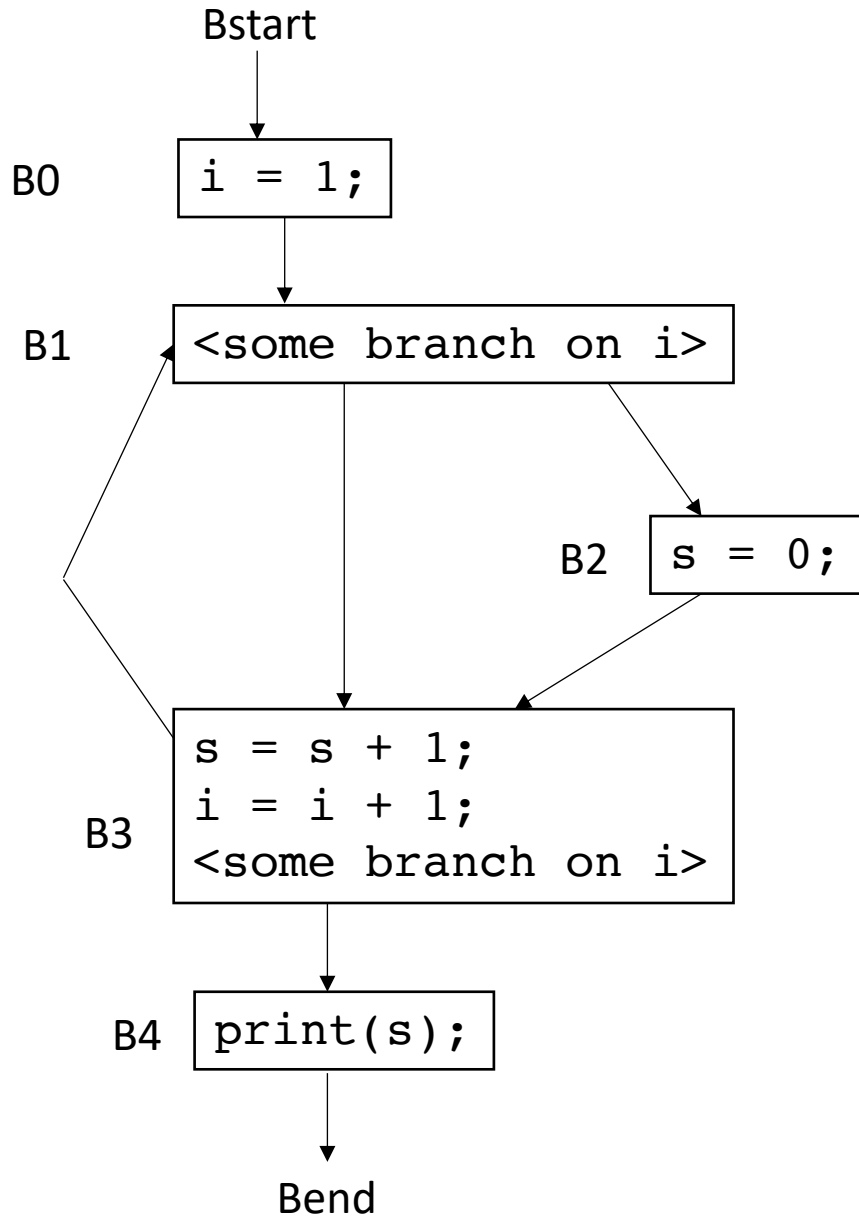 Bstart
B0
i = 1;
B1
<some branch on i>
B2
s = 0;
B3
s = s + 1;
i = i + 1;
<some branch on i>
B4
print(s);
Bend